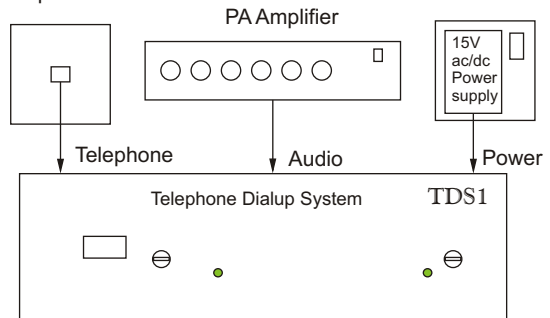 PA Amplifier
15V
ac/dc
Power
supply
Telephone
Audio
Power
Telephone Dialup System
TDS1